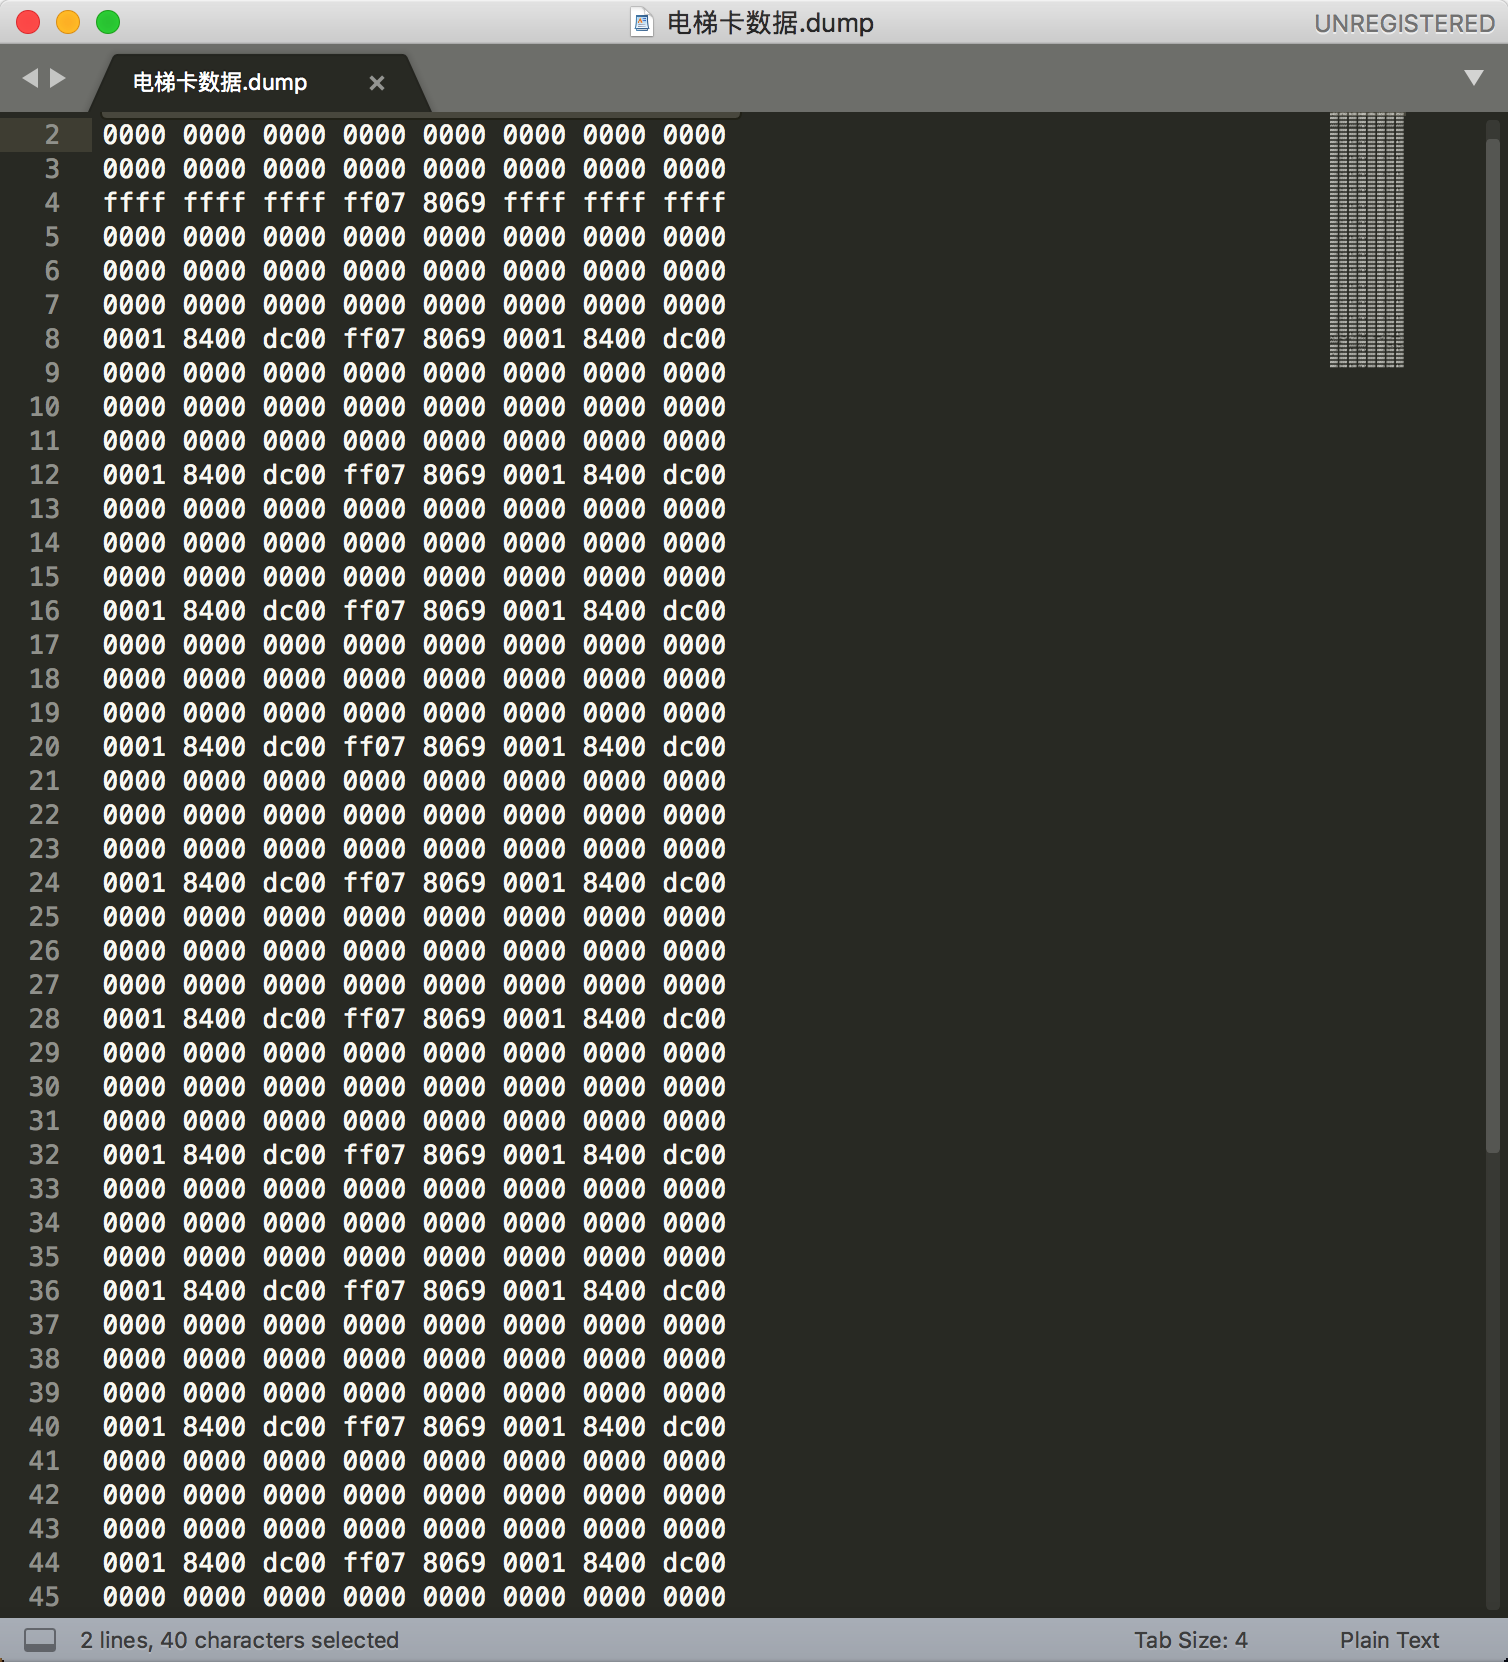 电梯卡数据.dump
UNREGISTERED
电梯卡数据.dump ×
2 0000 0000 0000 0000 0000 0000 0000 0000
3 0000 0000 0000 0000 0000 0000 0000 0000
4 ffff ffff ffff ff07 8069 ffff ffff ffff
5 0000 0000 0000 0000 0000 0000 0000 0000
6 0000 0000 0000 0000 0000 0000 0000 0000
7 0000 0000 0000 0000 0000 0000 0000 0000
8 0001 8400 dc00 ff07 8069 0001 8400 dc00
9 0000 0000 0000 0000 0000 0000 0000 0000
10 0000 0000 0000 0000 0000 0000 0000 0000
11 0000 0000 0000 0000 0000 0000 0000 0000
12 0001 8400 dc00 ff07 8069 0001 8400 dc00
13 0000 0000 0000 0000 0000 0000 0000 0000
14 0000 0000 0000 0000 0000 0000 0000 0000
15 0000 0000 0000 0000 0000 0000 0000 0000
16 0001 8400 dc00 ff07 8069 0001 8400 dc00
17 0000 0000 0000 0000 0000 0000 0000 0000
18 0000 0000 0000 0000 0000 0000 0000 0000
19 0000 0000 0000 0000 0000 0000 0000 0000
20 0001 8400 dc00 ff07 8069 0001 8400 dc00
21 0000 0000 0000 0000 0000 0000 0000 0000
22 0000 0000 0000 0000 0000 0000 0000 0000
23 0000 0000 0000 0000 0000 0000 0000 0000
24 0001 8400 dc00 ff07 8069 0001 8400 dc00
25 0000 0000 0000 0000 0000 0000 0000 0000
26 0000 0000 0000 0000 0000 0000 0000 0000
27 0000 0000 0000 0000 0000 0000 0000 0000
28 0001 8400 dc00 ff07 8069 0001 8400 dc00
29 0000 0000 0000 0000 0000 0000 0000 0000
30 0000 0000 0000 0000 0000 0000 0000 0000
31 0000 0000 0000 0000 0000 0000 0000 0000
32 0001 8400 dc00 ff07 8069 0001 8400 dc00
33 0000 0000 0000 0000 0000 0000 0000 0000
34 0000 0000 0000 0000 0000 0000 0000 0000
35 0000 0000 0000 0000 0000 0000 0000 0000
36 0001 8400 dc00 ff07 8069 0001 8400 dc00
37 0000 0000 0000 0000 0000 0000 0000 0000
38 0000 0000 0000 0000 0000 0000 0000 0000
39 0000 0000 0000 0000 0000 0000 0000 0000
40 0001 8400 dc00 ff07 8069 0001 8400 dc00
41 0000 0000 0000 0000 0000 0000 0000 0000
42 0000 0000 0000 0000 0000 0000 0000 0000
43 0000 0000 0000 0000 0000 0000 0000 0000
44 0001 8400 dc00 ff07 8069 0001 8400 dc00
45 0000 0000 0000 0000 0000 0000 0000 0000
2 lines, 40 characters selected
Tab Size: 4
Plain Text